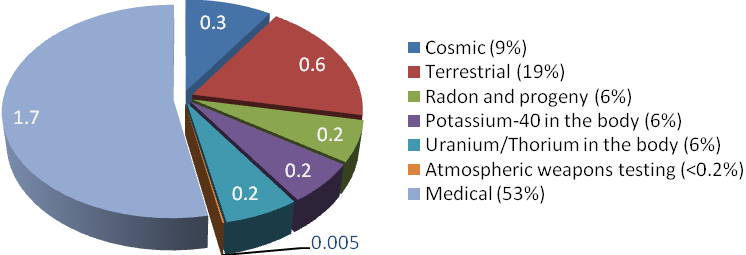 0.3
0.6
0.2
0.2
0.2
0.005
1.7
Cosmic (9%)
Terrestrial (19%)
Radon and progeny (6%)
Potassium-40 in the body (6%)
Uranium/Thorium in the body (6%)
Atmospheric weapons testing (<0.2%)
Medical (53%)